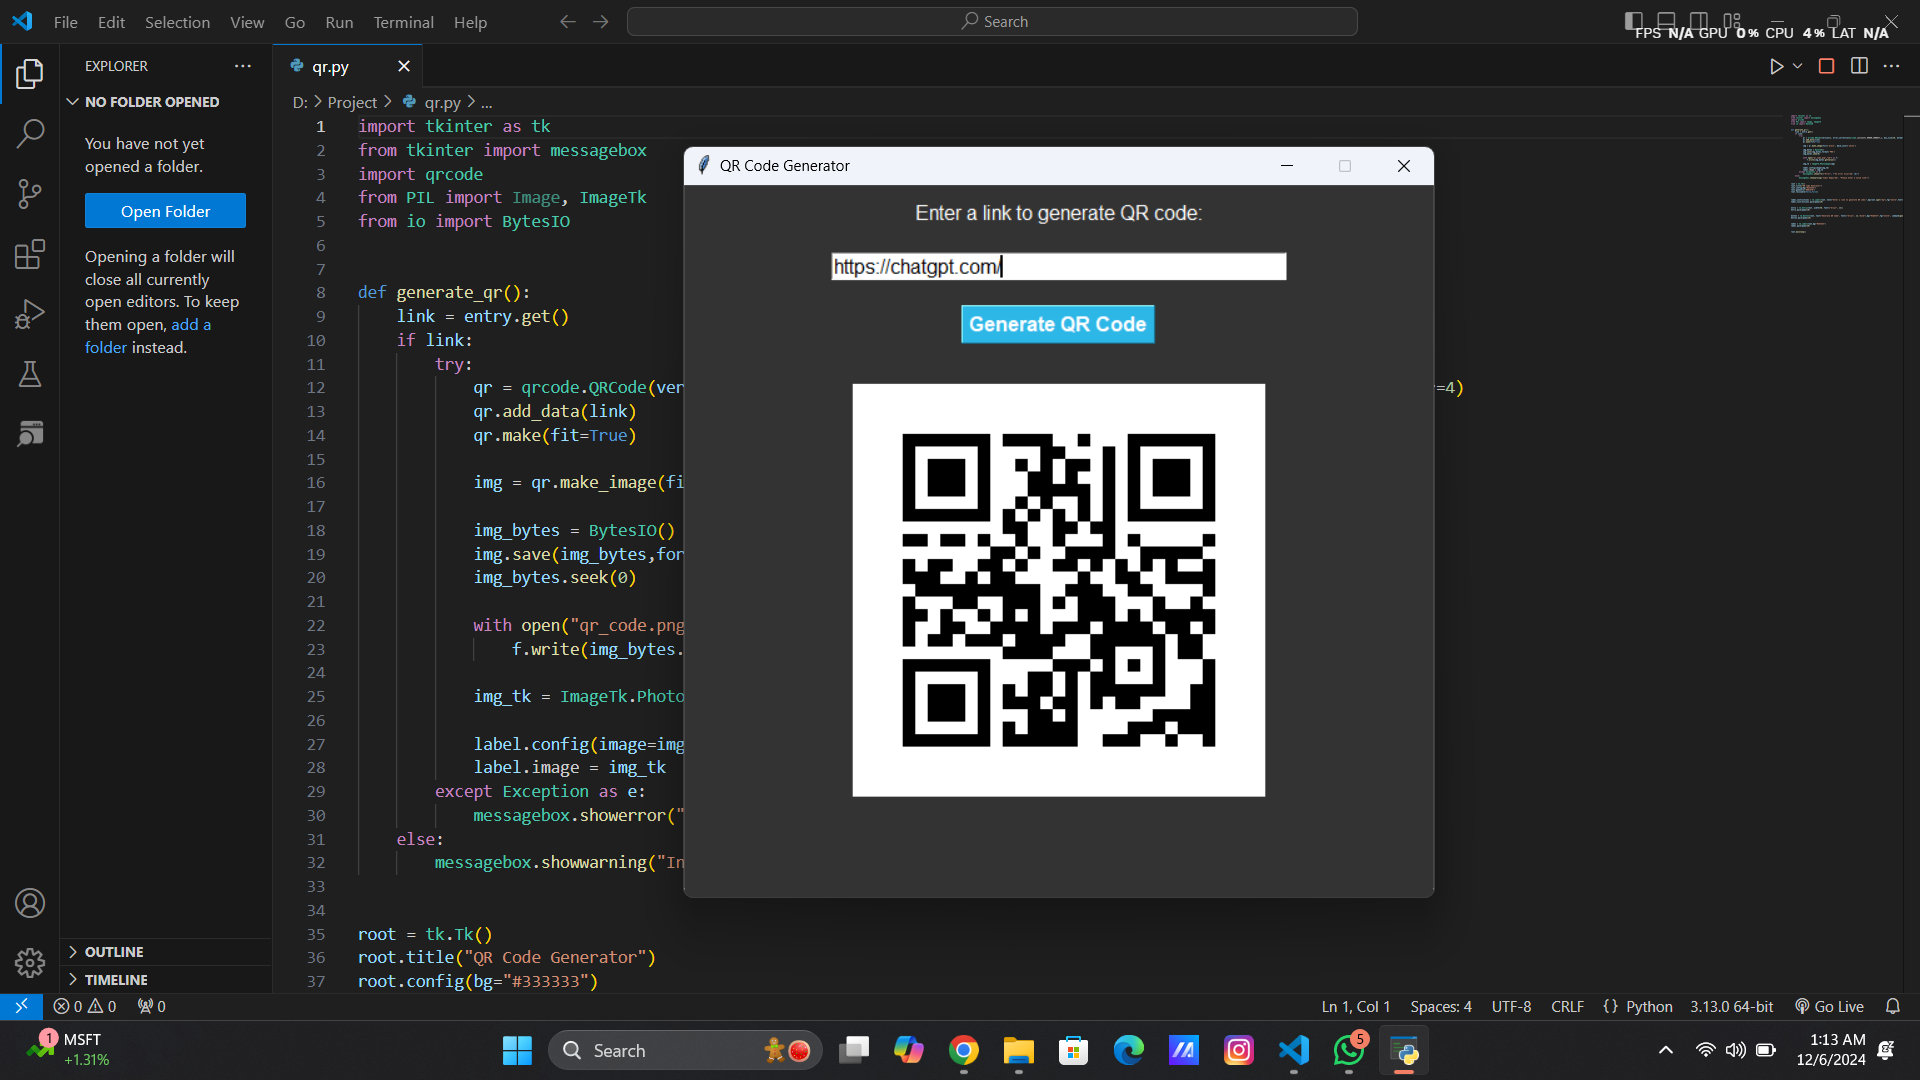 File Edit Selection View Go Run Terminal Help
Search
FPS N/A GPU 0% CPU 4% LAT N/A
EXPLORER
NO FOLDER OPENED
You have not yet
opened a folder.
Open Folder
Opening a folder will
close all currently
open editors. To keep
them open, add a
folder instead.
OUTLINE
TIMELINE
qr.py
D: > Project > qr.py > ...
1 import tkinter as tk
2 from tkinter import messagebox
3 import qrcode
4 from PIL import Image, ImageTk
5 from io import BytesIO
6
7
8 def generate_qr():
9 link = entry.get()
10 if link:
11 try:
12 qr = qrcode.QRCode(ver =4)
13 qr.add_data(link)
14 qr.make(fit=True)
15
16 img = qr.make_image(fi
17
18 img_bytes = BytesIO()
19 img.save(img_bytes,for
20 img_bytes.seek(0)
21
22 with open("qr_code.png
23 f.write(img_bytes.
24
25 img_tk = ImageTk.Photo
26
27 label.config(image=img
28 label.image = img_tk
29 except Exception as e:
30 messagebox.showerror("
31 else:
32 messagebox.showwarning("In
33
34
35 root = tk.Tk()
36 root.title("QR Code Generator")
37 root.config(bg="#333333")
QR Code Generator
Enter a link to generate QR code:
https://chatgpt.com/
Generate QR Code
0 0 0
Ln 1, Col 1 Spaces: 4 UTF-8 CRLF {} Python 3.13.0 64-bit Go Live
1
MSFT
+1.31%
Search
5
1:13 AM
12/6/2024